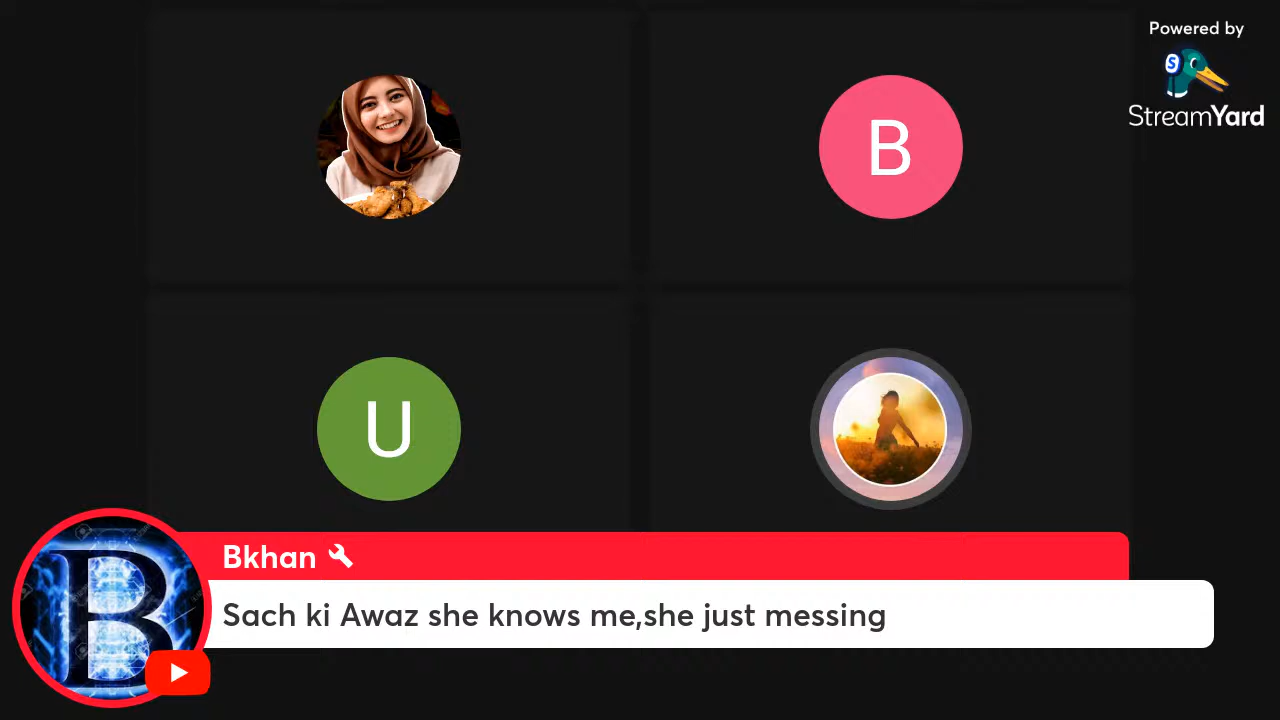 Powered by
S
StreamYard
B
U
B
Bkhan
Sach ki Awaz she knows me,she just messing